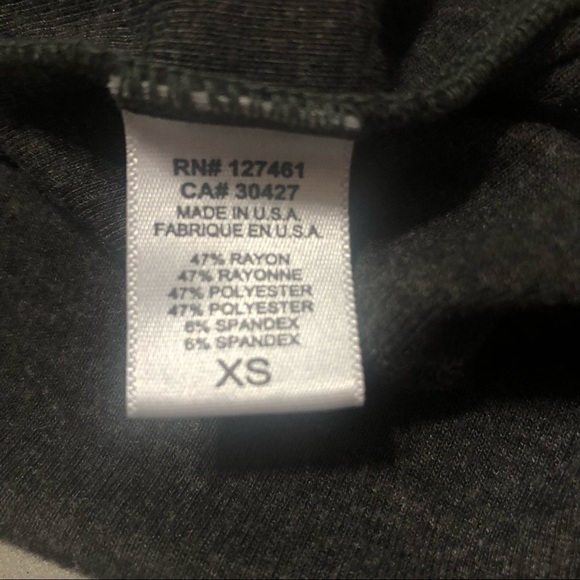 RN# 127461
CA# 30427
MADE IN U.S.A.
FABRIQUE EN U.S.A.
47% RAYON
47% RAYONNE
47% POLYESTER
47% POLYESTER
6% SPANDEX
6% SPANDEX
XS